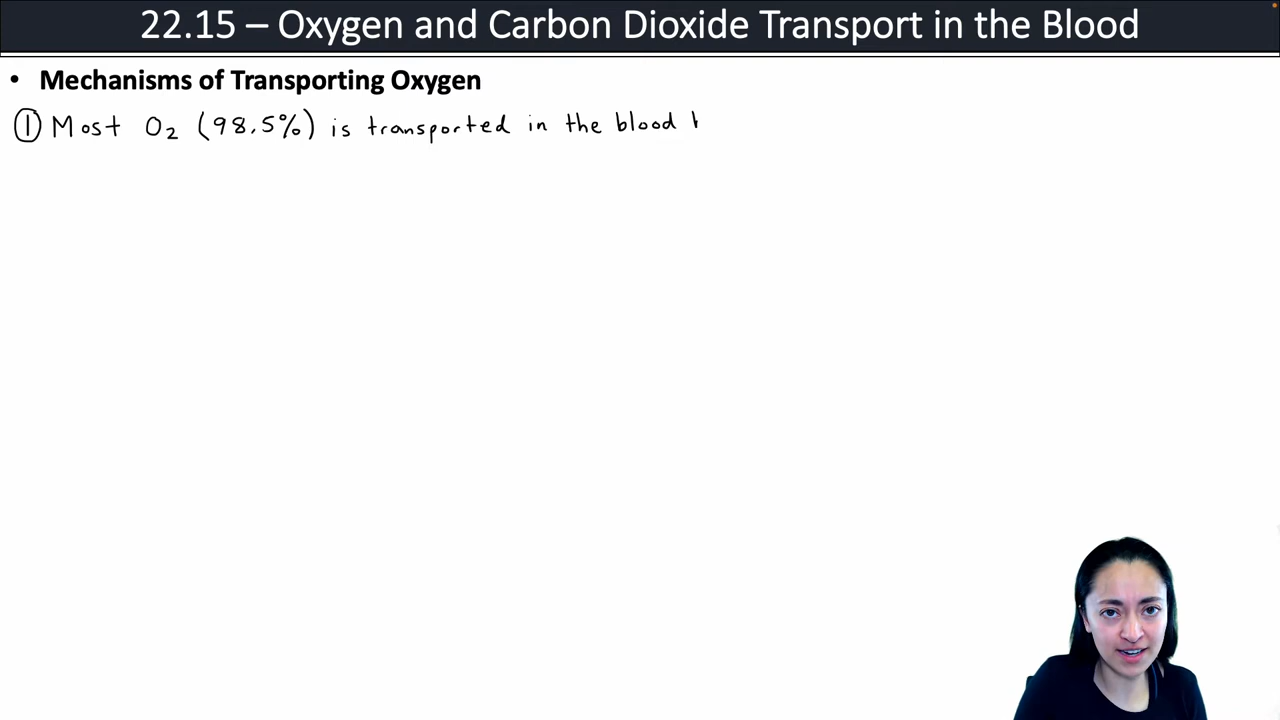 22.15 – Oxygen and Carbon Dioxide Transport in the Blood
• Mechanisms of Transporting Oxygen
① Most O₂ (98.5%) is transported in the blood